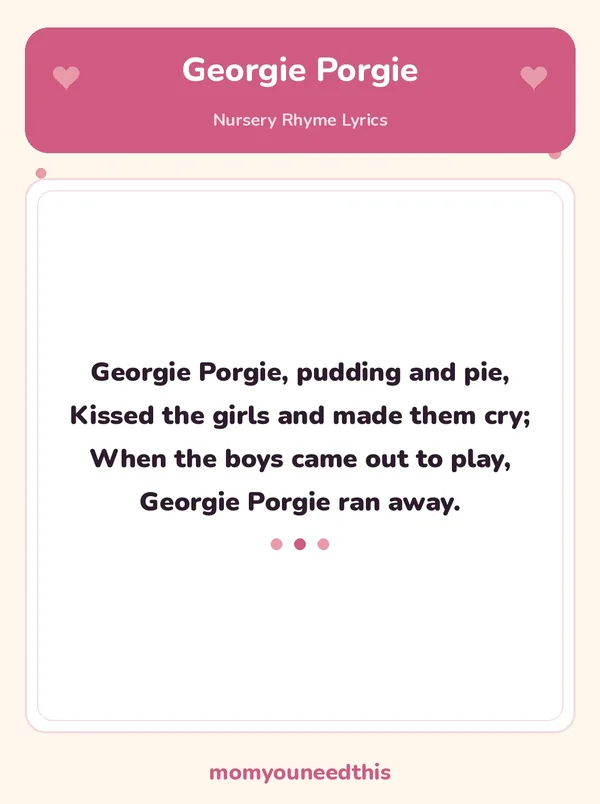 Georgie Porgie
Nursery Rhyme Lyrics
Georgie Porgie, pudding and pie,
Kissed the girls and made them cry;
When the boys came out to play,
Georgie Porgie ran away.
momyouneedthis